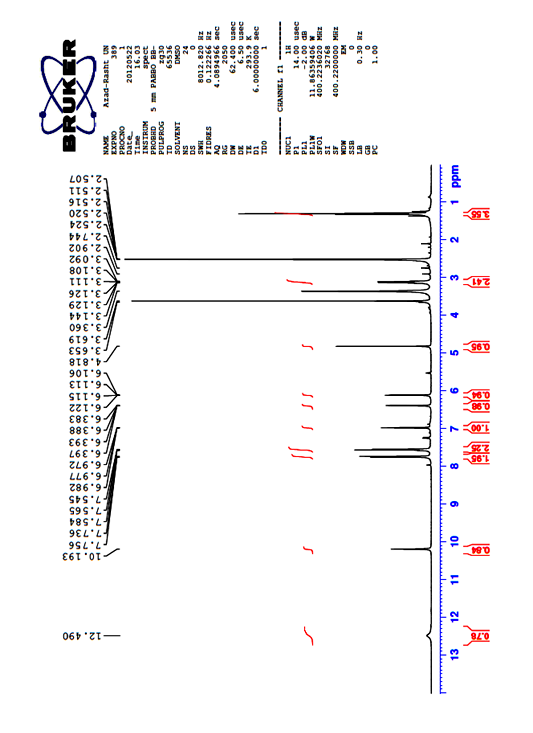 BRUKER
NAME Azad-Rasht UN
EXPNO 389
PROCNO 1
Date_ 20120522
Time 16.03
INSTRUM spect
PROBHD 5 mm PABBO BB-
PULPROG zg30
TD 65536
SOLVENT DMSO
NS 24
DS 0
SWH 8012.820 Hz
FIDRES 0.122266 Hz
AQ 4.0894966 sec
RG 2050
DW 62.400 usec
DE 6.50 usec
TE 293.9 K
D1 6.00000000 sec
TD0 1
CHANNEL f1
NUC1 1H
P1 14.00 usec
PL1 -2.00 dB
PL1W 11.86359406 W
SFO1 400.2236020 MHz
SI 32768
SF 400.2200000 MHz
WDW EM
SSB 0
LB 0.30 Hz
GB 0
PC 1.00
2.507
2.511
2.516
2.520
2.524
2.744
2.902
3.092
3.108
3.111
3.126
3.129
3.144
3.360
3.619
3.653
4.818
6.106
6.113
6.115
6.122
6.383
6.388
6.393
6.397
6.972
6.977
6.982
7.545
7.565
7.584
7.736
7.756
10.193
12.490
ppm
1
2
3
4
5
6
7
8
9
10
11
12
13
3.55
2.41
0.95
0.94
0.98
1.00
2.25
1.95
0.84
0.78